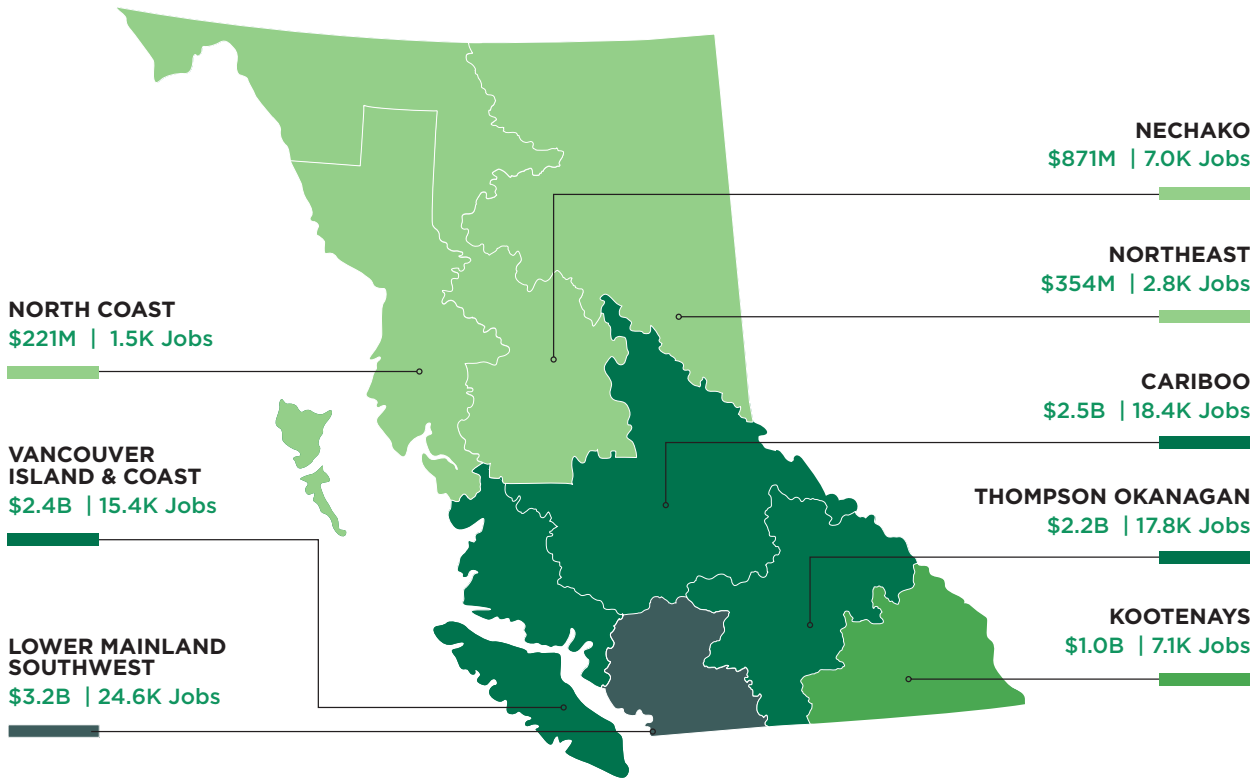 NECHAKO
$871M | 7.0K Jobs
NORTHEAST
$354M | 2.8K Jobs
NORTH COAST
$221M | 1.5K Jobs
CARIBOO
$2.5B | 18.4K Jobs
VANCOUVER
ISLAND & COAST
$2.4B | 15.4K Jobs
THOMPSON OKANAGAN
$2.2B | 17.8K Jobs
KOOTENAYS
$1.0B | 7.1K Jobs
LOWER MAINLAND
SOUTHWEST
$3.2B | 24.6K Jobs